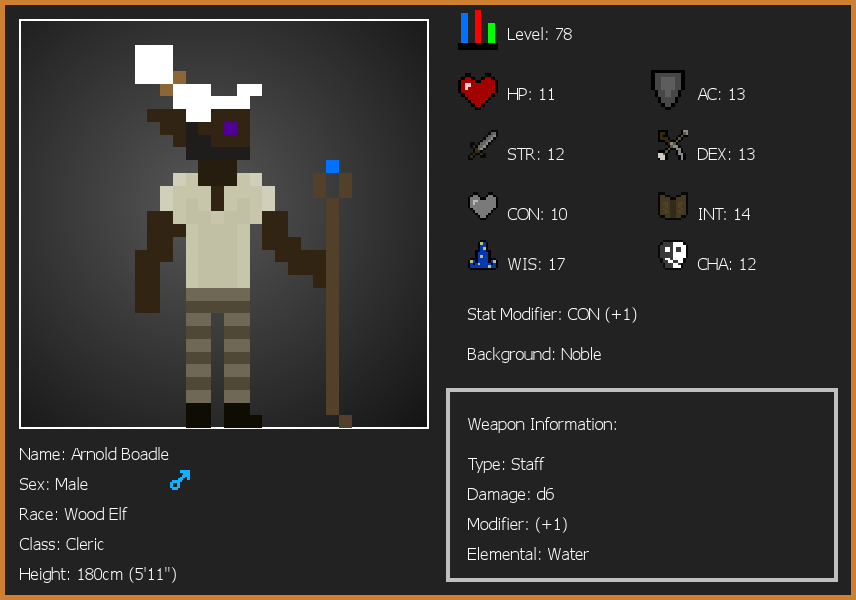 Level: 78
HP: 11
AC: 13
STR: 12
DEX: 13
CON: 10
INT: 14
WIS: 17
CHA: 12
Stat Modifier: CON (+1)
Background: Noble
Weapon Information:
Type: Staff
Damage: d6
Modifier: (+1)
Elemental: Water
Name: Arnold Boadle
Sex: Male
Race: Wood Elf
Class: Cleric
Height: 180cm (5'11")